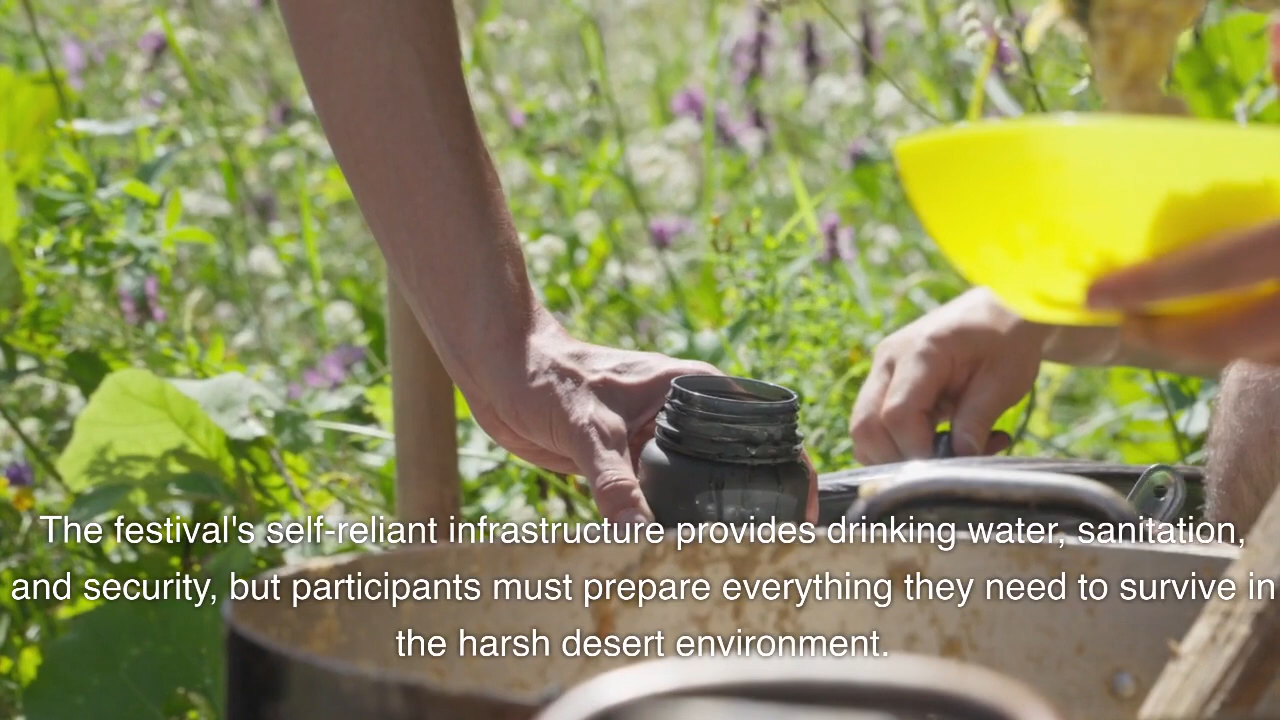 The festival's self-reliant infrastructure provides drinking water, sanitation,
and security, but participants must prepare everything they need to survive in
the harsh desert environment.